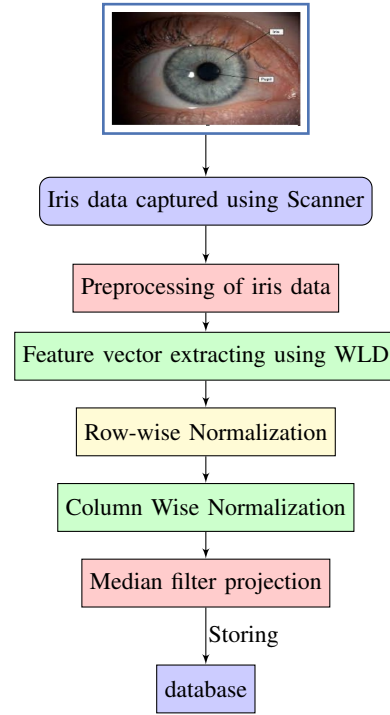 Iris
Pupil
Iris data captured using Scanner
Preprocessing of iris data
Feature vector extracting using WLD
Row-wise Normalization
Column Wise Normalization
Median filter projection
Storing
database